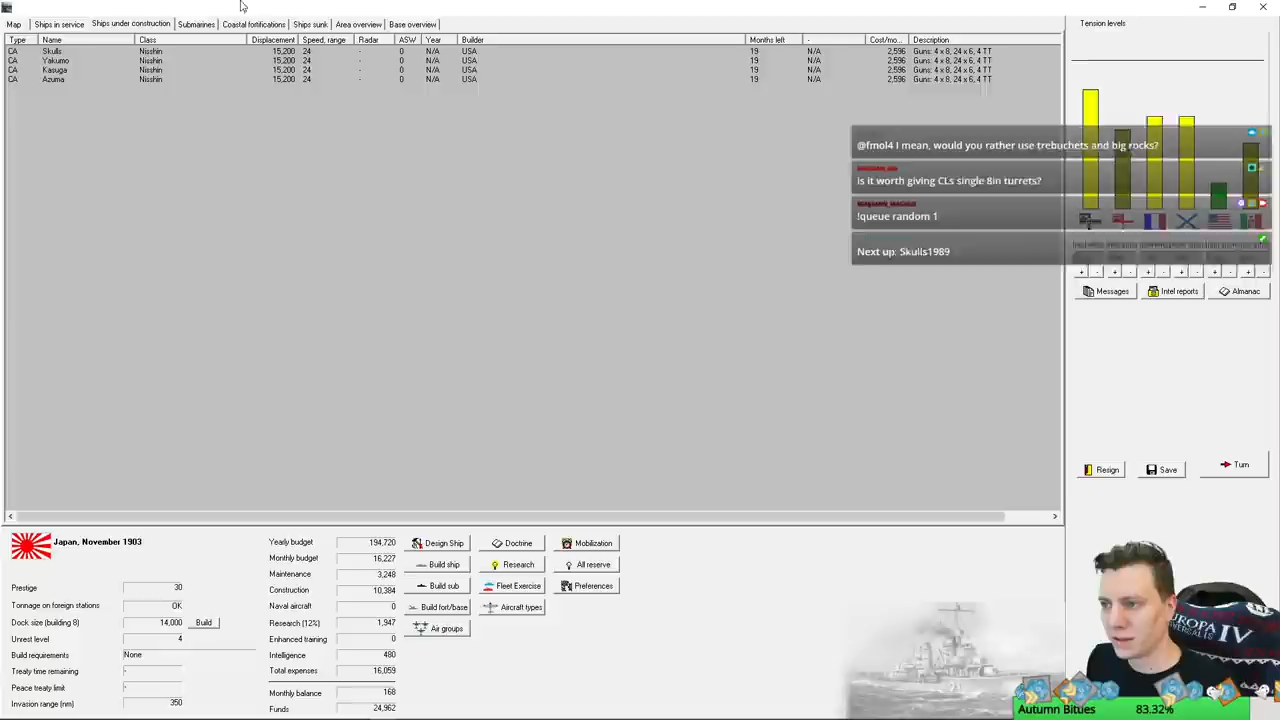 Map Ships in service Ships under construction Submarines Coastal fortifications Ships sunk Area overview Base overview
Tension levels
Type Name Class Displacement Speed, range Radar ASW Year Builder Months left - Cost/mo... Description
CA Skulls Nisshin 15,200 24 - 0 N/A USA 19 N/A 2,596 Guns: 4 x 8, 24 x 6, 4 TT
CA Yakumo Nisshin 15,200 24 - 0 N/A USA 19 N/A 2,596 Guns: 4 x 8, 24 x 6, 4 TT
CA Kasuga Nisshin 15,200 24 - 0 N/A USA 19 N/A 2,596 Guns: 4 x 8, 24 x 6, 4 TT
CA Azuma Nisshin 15,200 24 - 0 N/A USA 19 N/A 2,596 Guns: 4 x 8, 24 x 6, 4 TT
@fmol4 I mean, would you rather use trebuchets and big rocks?
Is it worth giving CLs single 8in turrets?
!queue random 1
Next up: Skulls1989
+ - + - + - + - + - + -
Messages Intel reports Almanac
Resign Save Turn
Japan, November 1903
Prestige 30
Tonnage on foreign stations OK
Dock size (building 8) 14,000 Build
Unrest level 4
Build requirements None
Treaty time remaining -
Peace treaty limit -
Invasion range (nm) 350
Yearly budget 194,720
Monthly budget 16,227
Maintenance 3,248
Construction 10,384
Naval aircraft 0
Research (12%) 1,947
Enhanced training 0
Intelligence 480
Total expenses 16,059
Monthly balance 168
Funds 24,962
Design Ship Doctrine Mobilization
Build ship Research All reserve
Build sub Fleet Exercise Preferences
Build fort/base Aircraft types
Air groups
EUROPA IV
UNIVERSALIS
Autumn Bitties 83.32%